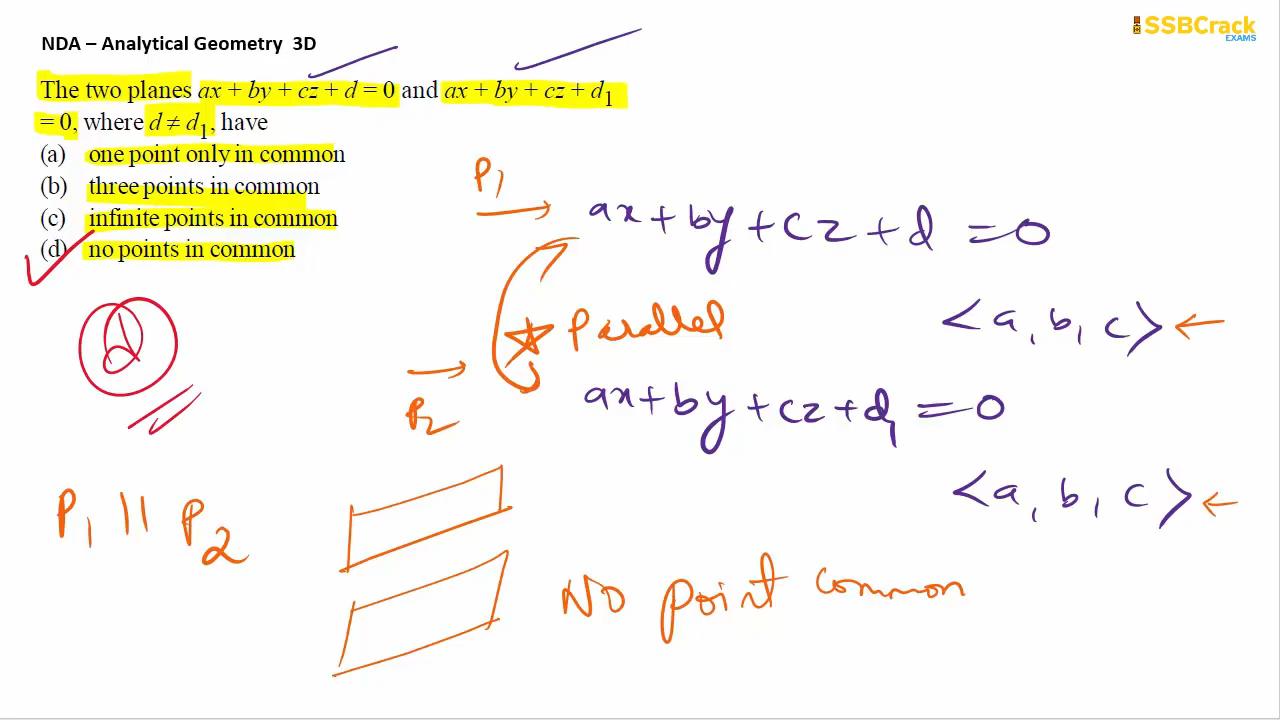 NDA – Analytical Geometry 3D
SSBCrack
EXAMS
The two planes ax + by + cz + d = 0 and ax + by + cz + d₁
= 0, where d ≠ d₁, have
(a) one point only in common
(b) three points in common
(c) infinite points in common
(d) no points in common
P₁
ax + by + cz + d = 0
Parallel
<a, b, c> ←
d
P₂
ax + by + cz + d₁ = 0
<a, b, c> ←
P₁ || P₂
No point common